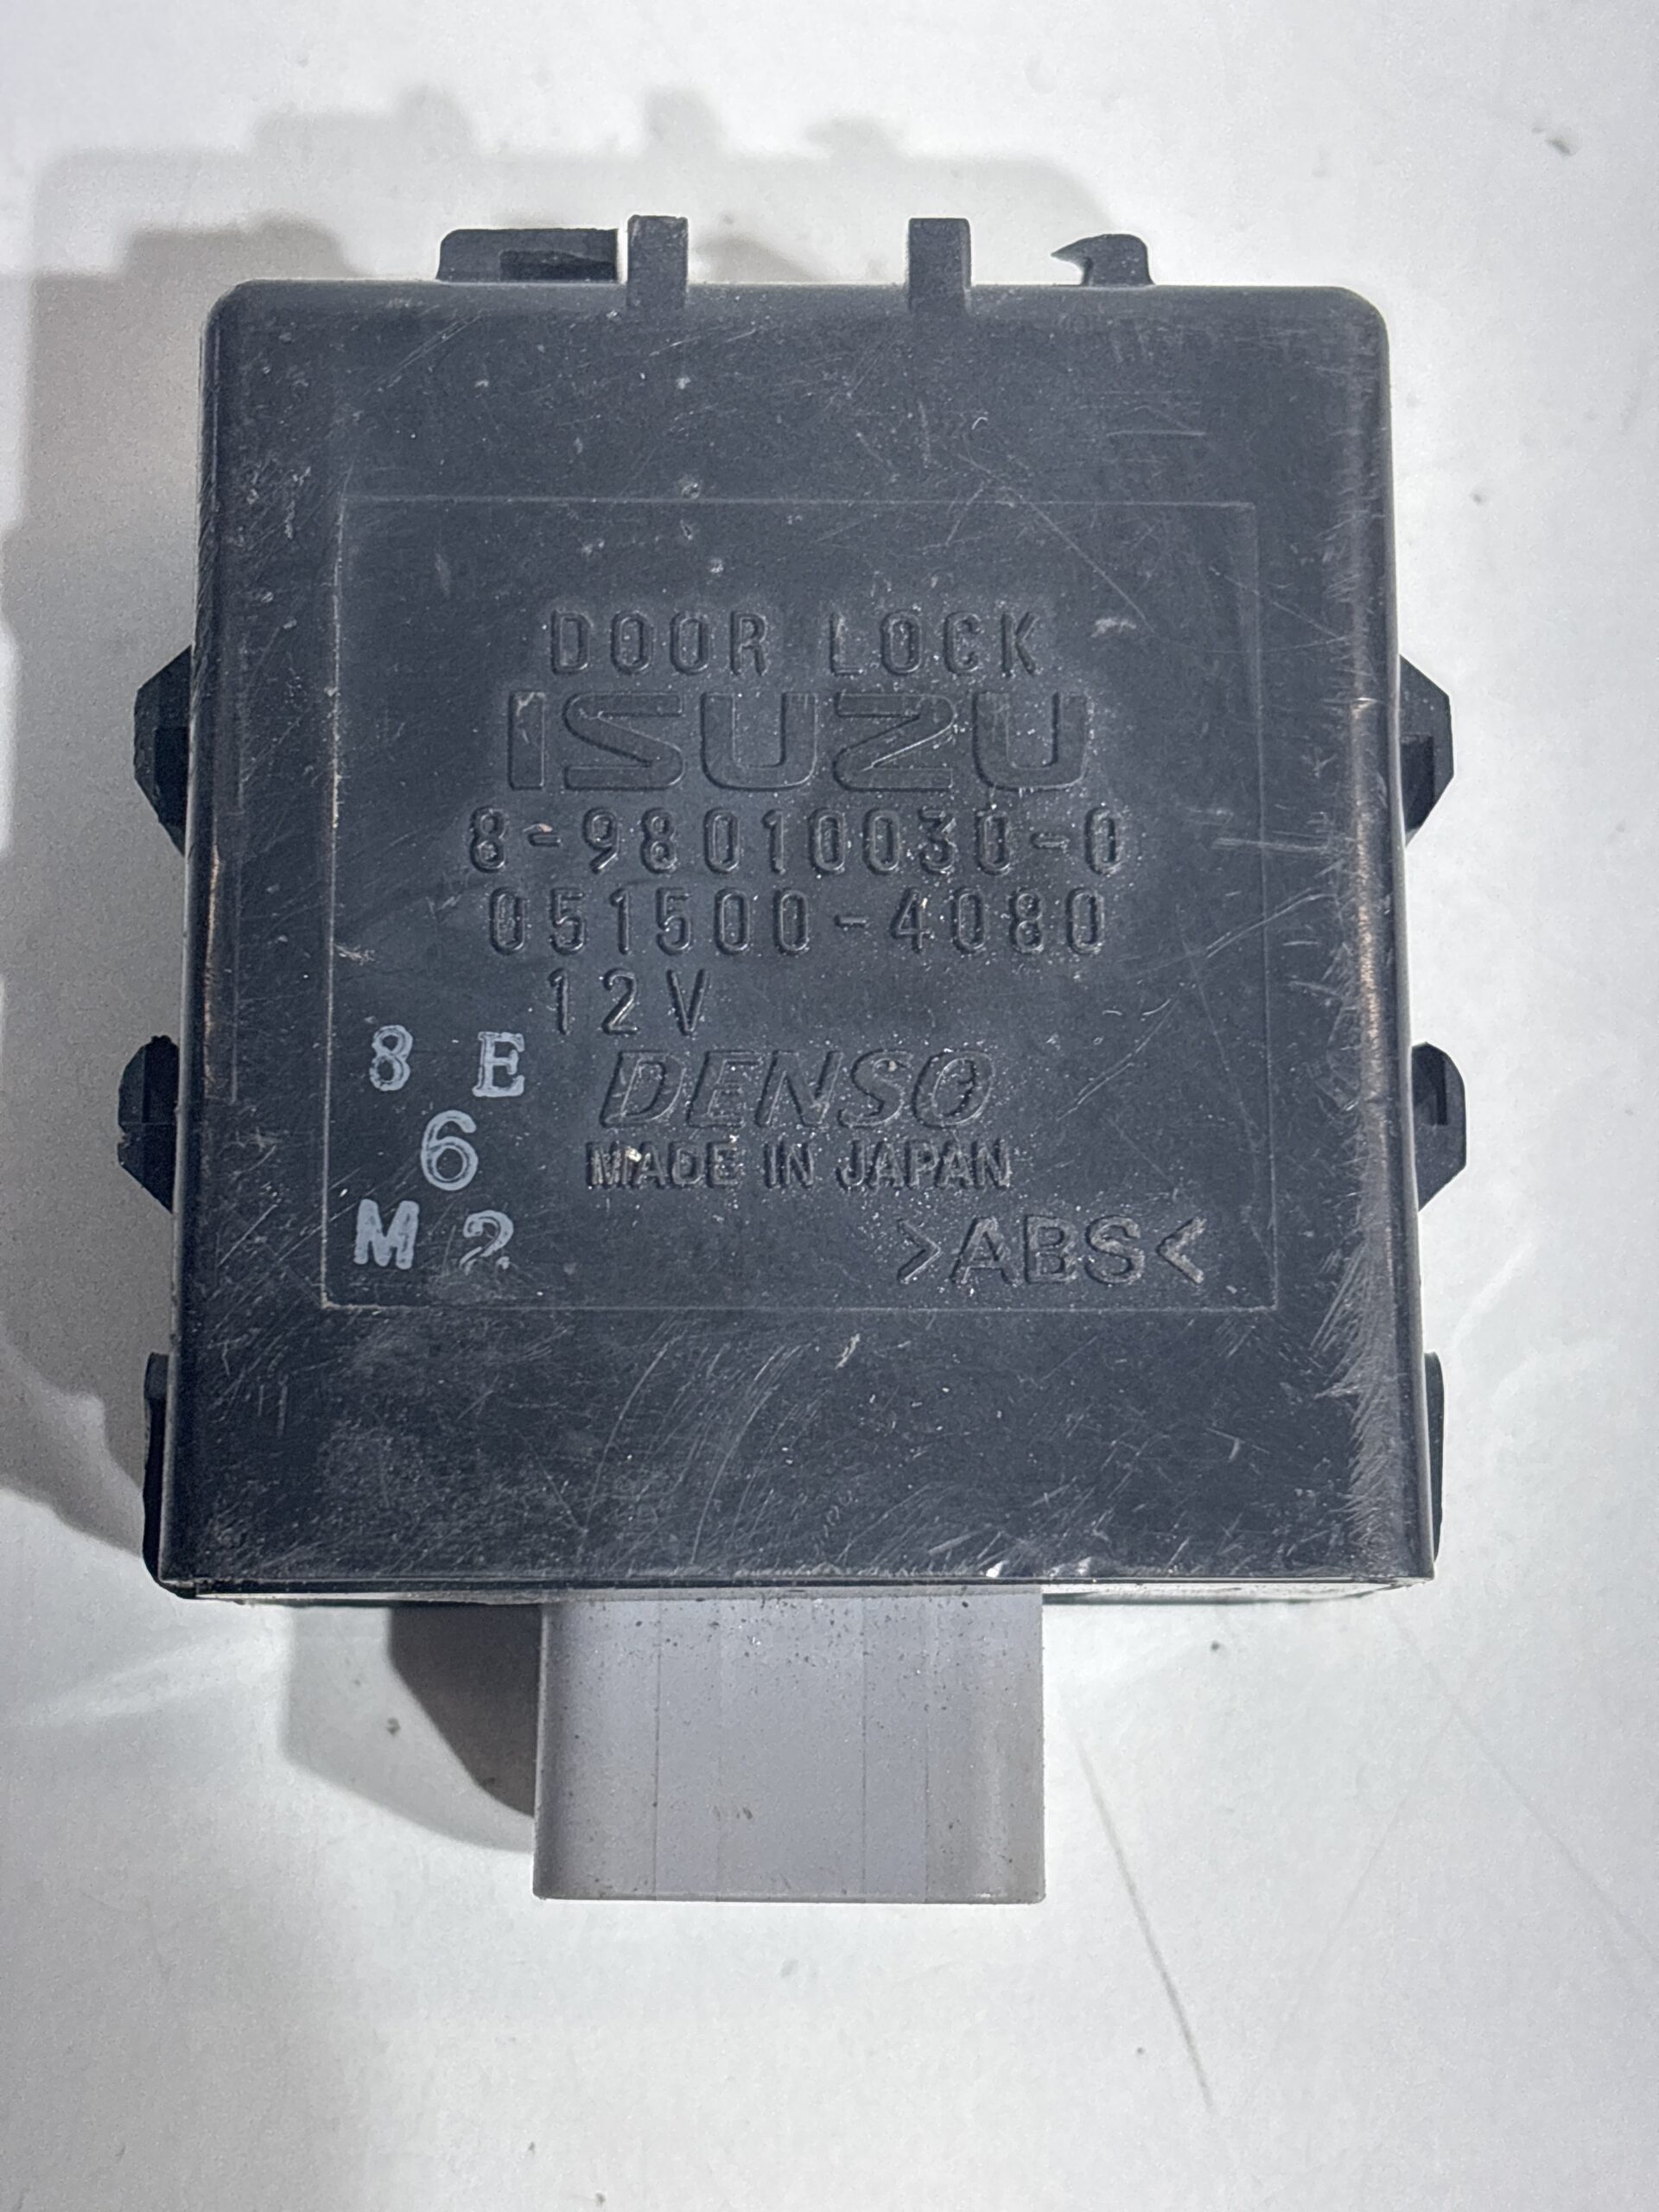 DOOR LOCK
ISUZU
8-98010030-0
051500-4080
12V
8 E
DENSO
6
MADE IN JAPAN
M 2
>ABS<